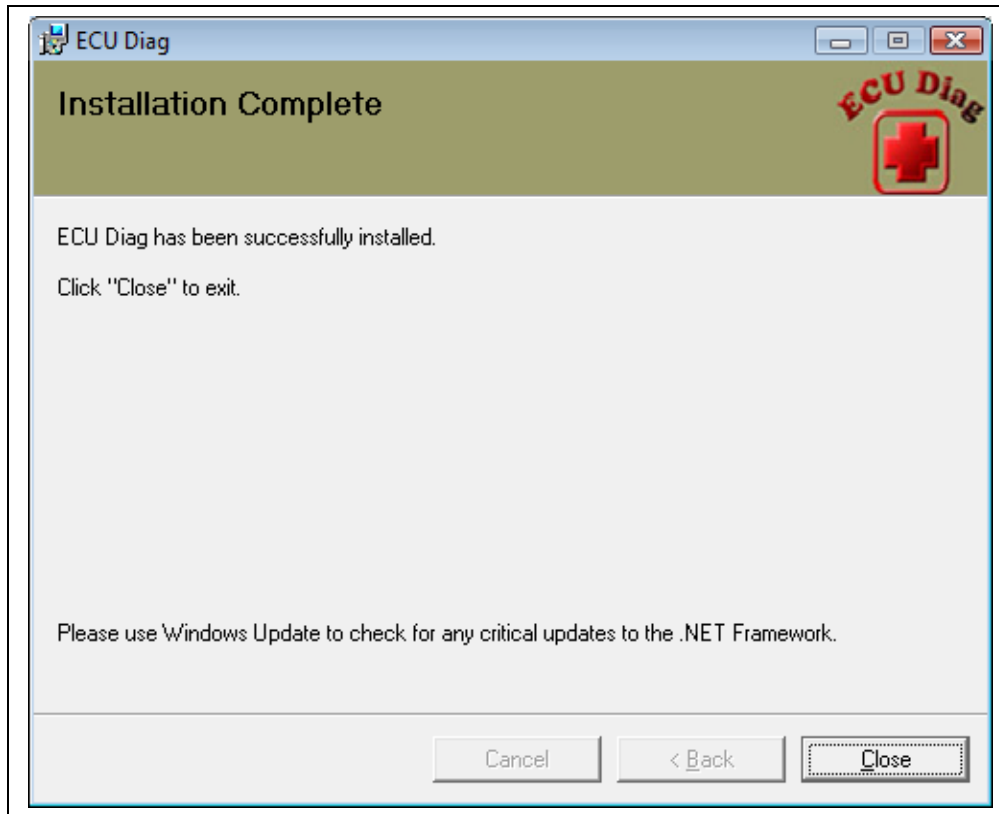 ECU Diag
Installation Complete
ECU Diag
ECU Diag has been successfully installed.
Click "Close" to exit.
Please use Windows Update to check for any critical updates to the .NET Framework.
Cancel
< Back
Close